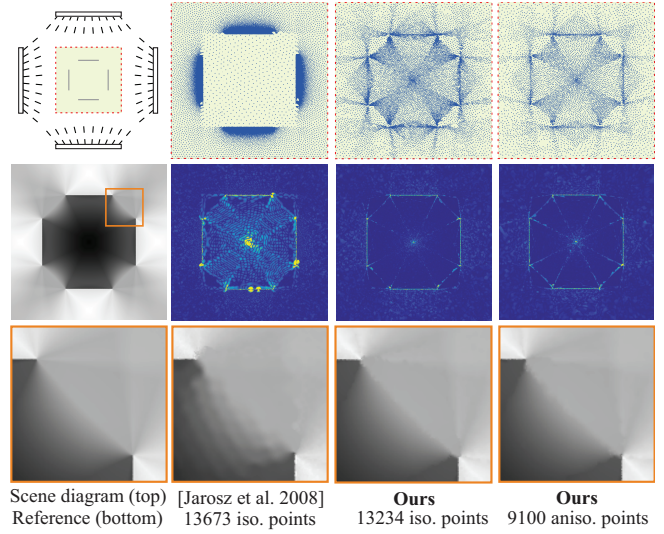 Scene diagram (top)
Reference (bottom)
[Jarosz et al. 2008]
13673 iso. points
Ours
13234 iso. points
Ours
9100 aniso. points